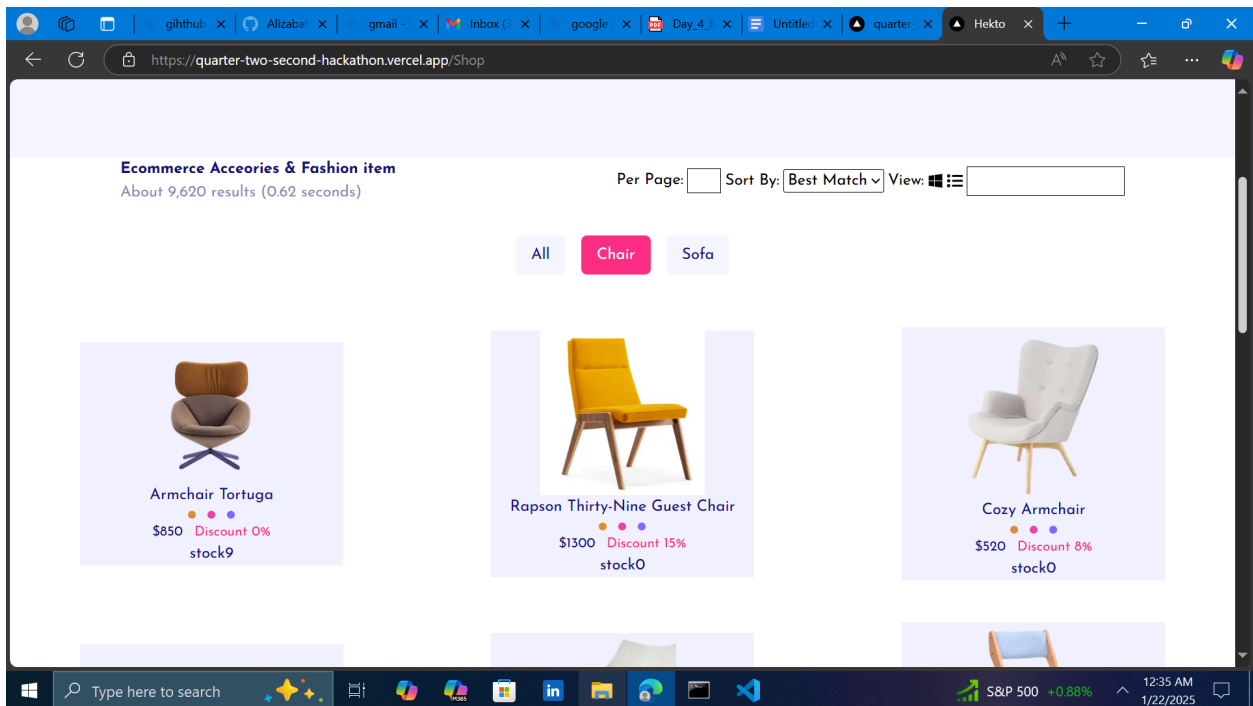 gihthub
Alizabat
gmail -
Inbox (3
google
Day_4_
Untitled
quarter-
Hekto
https://quarter-two-second-hackathon.vercel.app/Shop
Ecommerce Acceories & Fashion item
About 9,620 results (0.62 seconds)
Per Page: Sort By: Best Match View:
All Chair Sofa
Armchair Tortuga
$850 Discount 0%
stock9
Rapson Thirty-Nine Guest Chair
$1300 Discount 15%
stock0
Cozy Armchair
$520 Discount 8%
stock0
Type here to search
S&P 500 +0.88%
12:35 AM
1/22/2025